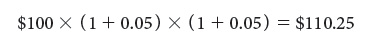 $100 × (1 + 0.05) × (1 + 0.05) = $110.25